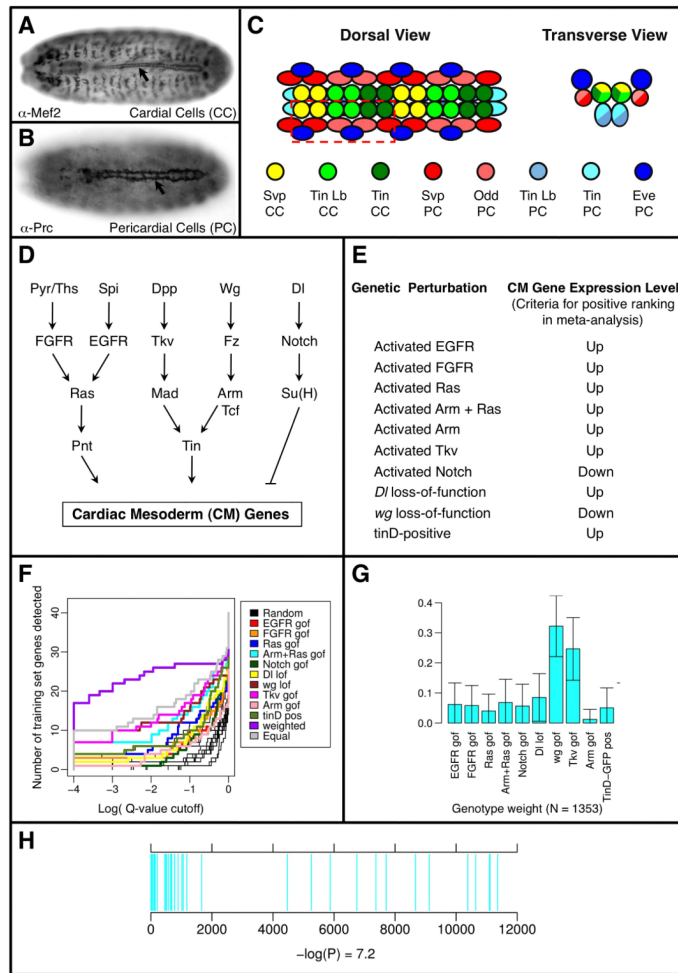 A
α-Mef2
Cardial Cells (CC)
B
α-Prc
Pericardial Cells (PC)
C
Dorsal View
Transverse View
Svp CC
Tin Lb CC
Tin CC
Svp PC
Odd PC
Tin Lb PC
Tin PC
Eve PC
D
Pyr/Ths Spi Dpp Wg Dl
FGFR EGFR Tkv Fz Notch
Ras Mad Arm Su(H)
Tcf
Pnt Tin
Cardiac Mesoderm (CM) Genes
E
Genetic Perturbation
CM Gene Expression Level
(Criteria for positive ranking
in meta-analysis)
Activated EGFR Up
Activated FGFR Up
Activated Ras Up
Activated Arm + Ras Up
Activated Arm Up
Activated Tkv Up
Activated Notch Down
Dl loss-of-function Up
wg loss-of-function Down
tinD-positive Up
F
Number of training set genes detected
40
30
20
10
0
−4 −3 −2 −1 0
Log( Q-value cutoff)
Random
EGFR gof
FGFR gof
Ras gof
Arm+Ras gof
Notch gof
Dl lof
wg lof
Tkv gof
Arm gof
tinD pos
weighted
Equal
G
0.4
0.3
0.2
0.1
0.0
EGFR gof
FGFR gof
Ras gof
Arm+Ras gof
Notch gof
Dl lof
wg gof
Tkv gof
Arm gof
TinD−GFP pos
Genotype weight (N = 1353)
H
0 2000 4000 6000 8000 10000 12000
−log(P) = 7.2